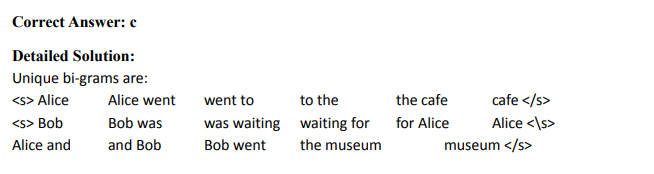 Correct Answer: c
Detailed Solution:
Unique bi-grams are:
<s> Alice Alice went went to to the the cafe cafe </s>
<s> Bob Bob was was waiting waiting for for Alice Alice <\s>
Alice and and Bob Bob went the museum museum </s>